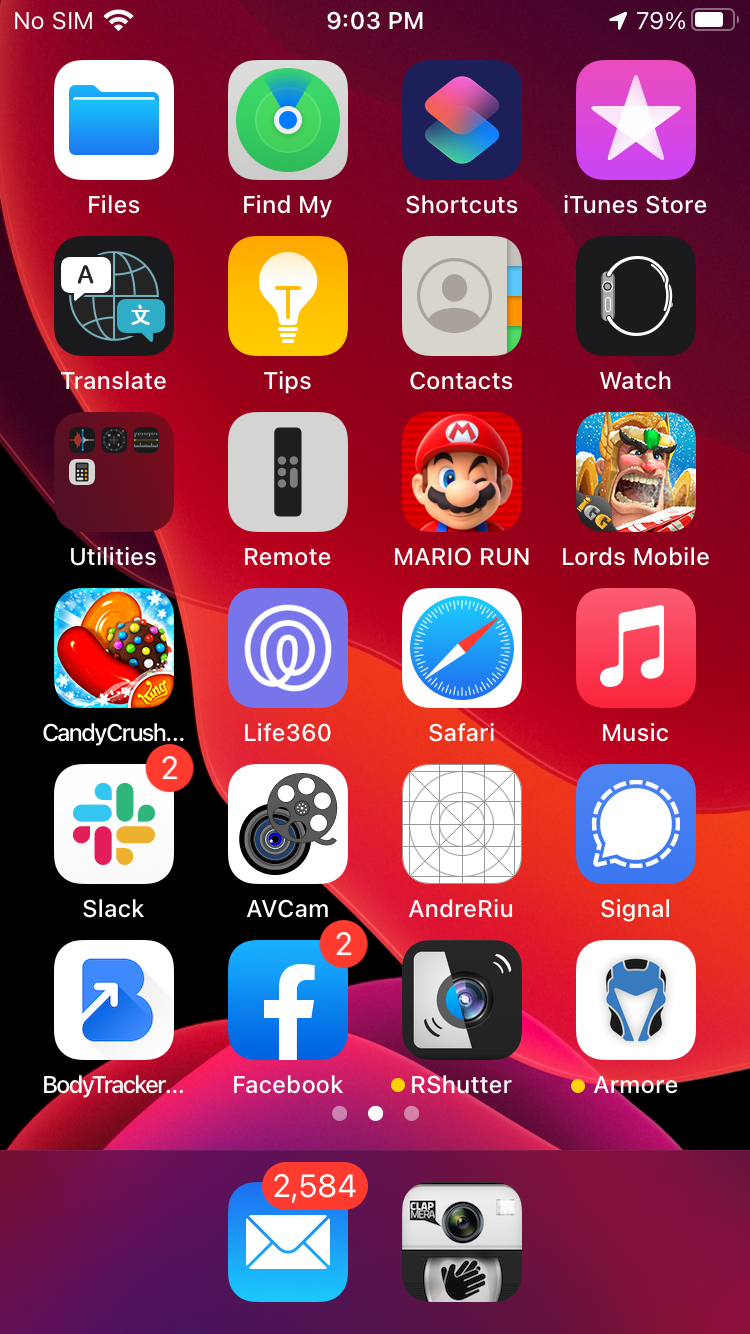 No SIM 9:03 PM 79%
Files Find My Shortcuts iTunes Store
A 文
Translate Tips Contacts Watch
M
IGG
Utilities Remote MARIO RUN Lords Mobile
King
CandyCrush... Life360 Safari Music
2
Slack AVCam AndreRiu Signal
2
BodyTracker... Facebook RShutter Armore
2,584
CLAP
MERA